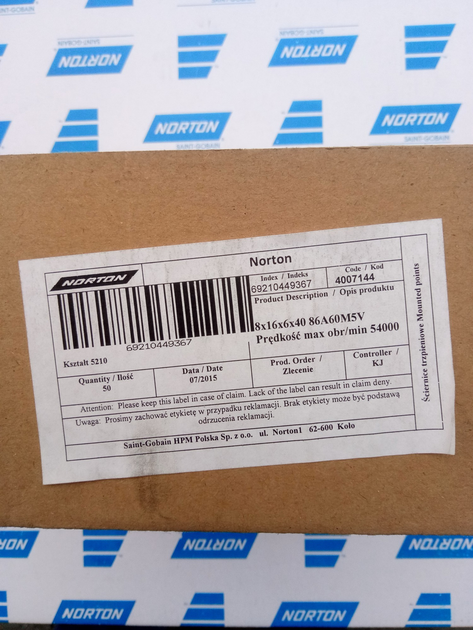 NORTON
SAINT-GOBAIN
NORTON
NORTON
NORTON
SAINT-GOBAIN
NORTON
SAINT-GOBAIN
NORTON
Norton
Index / Indeks
69210449367
Code / Kod
4007144
Product Description / Opis produktu
8x16x6x40 86A60M5V
Prędkość max obr/min 54000
69210449367
Kształt 5210
Quantity / Ilość
50
Data / Date
07/2015
Prod. Order /
Zlecenie
Controller /
KJ
Attention: Please keep this label in case of claim. Lack of the label can result in claim deny.
Uwaga: Prosimy zachować etykietę w przypadku reklamacji. Brak etykiety może być podstawą
odrzucenia reklamacji.
Saint-Gobain HPM Polska Sp. z o.o. ul. Norton1 62-600 Koło
Ściernice trzpieniowe Mounted points
NORTON
NORTON
NORTON
NORTON
NORTON